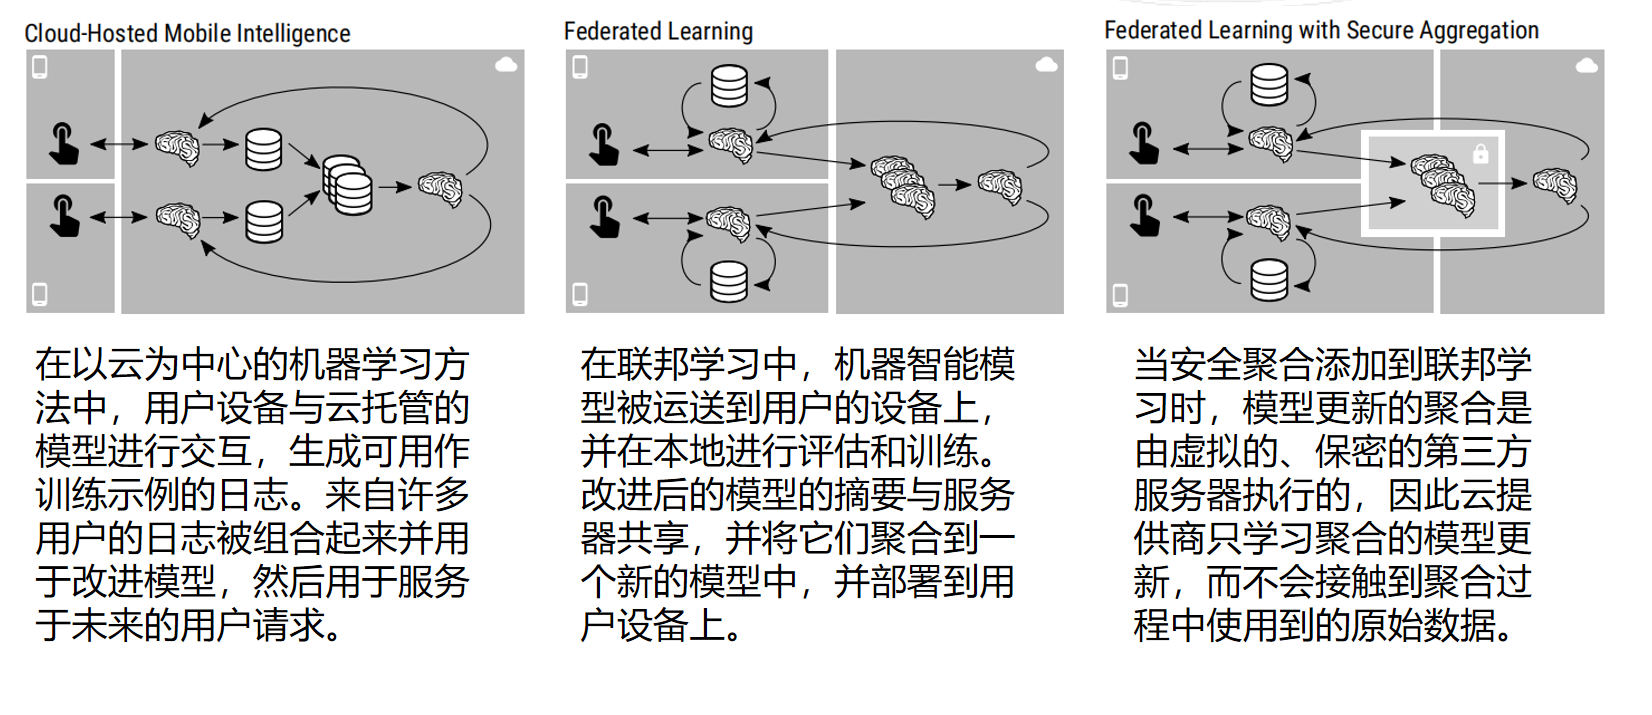 Cloud-Hosted Mobile Intelligence
在以云为中心的机器学习方
法中，用户设备与云托管的
模型进行交互，生成可用作
训练示例的日志。来自许多
用户的日志被组合起来并用
于改进模型，然后用于服务
于未来的用户请求。
Federated Learning
在联邦学习中，机器智能模
型被运送到用户的设备上，
并在本地进行评估和训练。
改进后的模型的摘要与服务
器共享，并将它们聚合到一
个新的模型中，并部署到用
户设备上。
Federated Learning with Secure Aggregation
当安全聚合添加到联邦学
习时，模型更新的聚合是
由虚拟的、保密的第三方
服务器执行的，因此云提
供商只学习聚合的模型更
新，而不会接触到聚合过
程中使用到的原始数据。